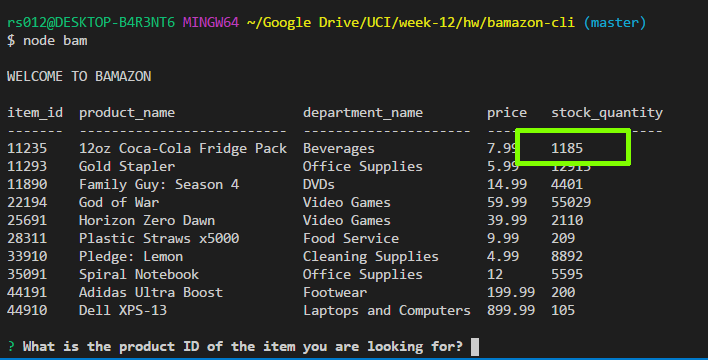 rs012@DESKTOP-B4R3NT6 MINGW64 ~/Google Drive/UCI/week-12/hw/bamazon-cli (master)
$ node bam
WELCOME TO BAMAZON
item_id  product_name                department_name        price   stock_quantity
-------  --------------------------  ---------------------  ------  --------------
11235    12oz Coca-Cola Fridge Pack  Beverages              7.99    1185
11293    Gold Stapler                Office Supplies        5.99    12915
11890    Family Guy: Season 4        DVDs                   14.99   4401
22194    God of War                  Video Games            59.99   55029
25691    Horizon Zero Dawn           Video Games            39.99   2110
28311    Plastic Straws x5000        Food Service           9.99    209
33910    Pledge: Lemon               Cleaning Supplies      4.99    8892
35091    Spiral Notebook             Office Supplies        12      5595
44191    Adidas Ultra Boost          Footwear               199.99  200
44910    Dell XPS-13                 Laptops and Computers  899.99  105
? What is the product ID of the item you are looking for?